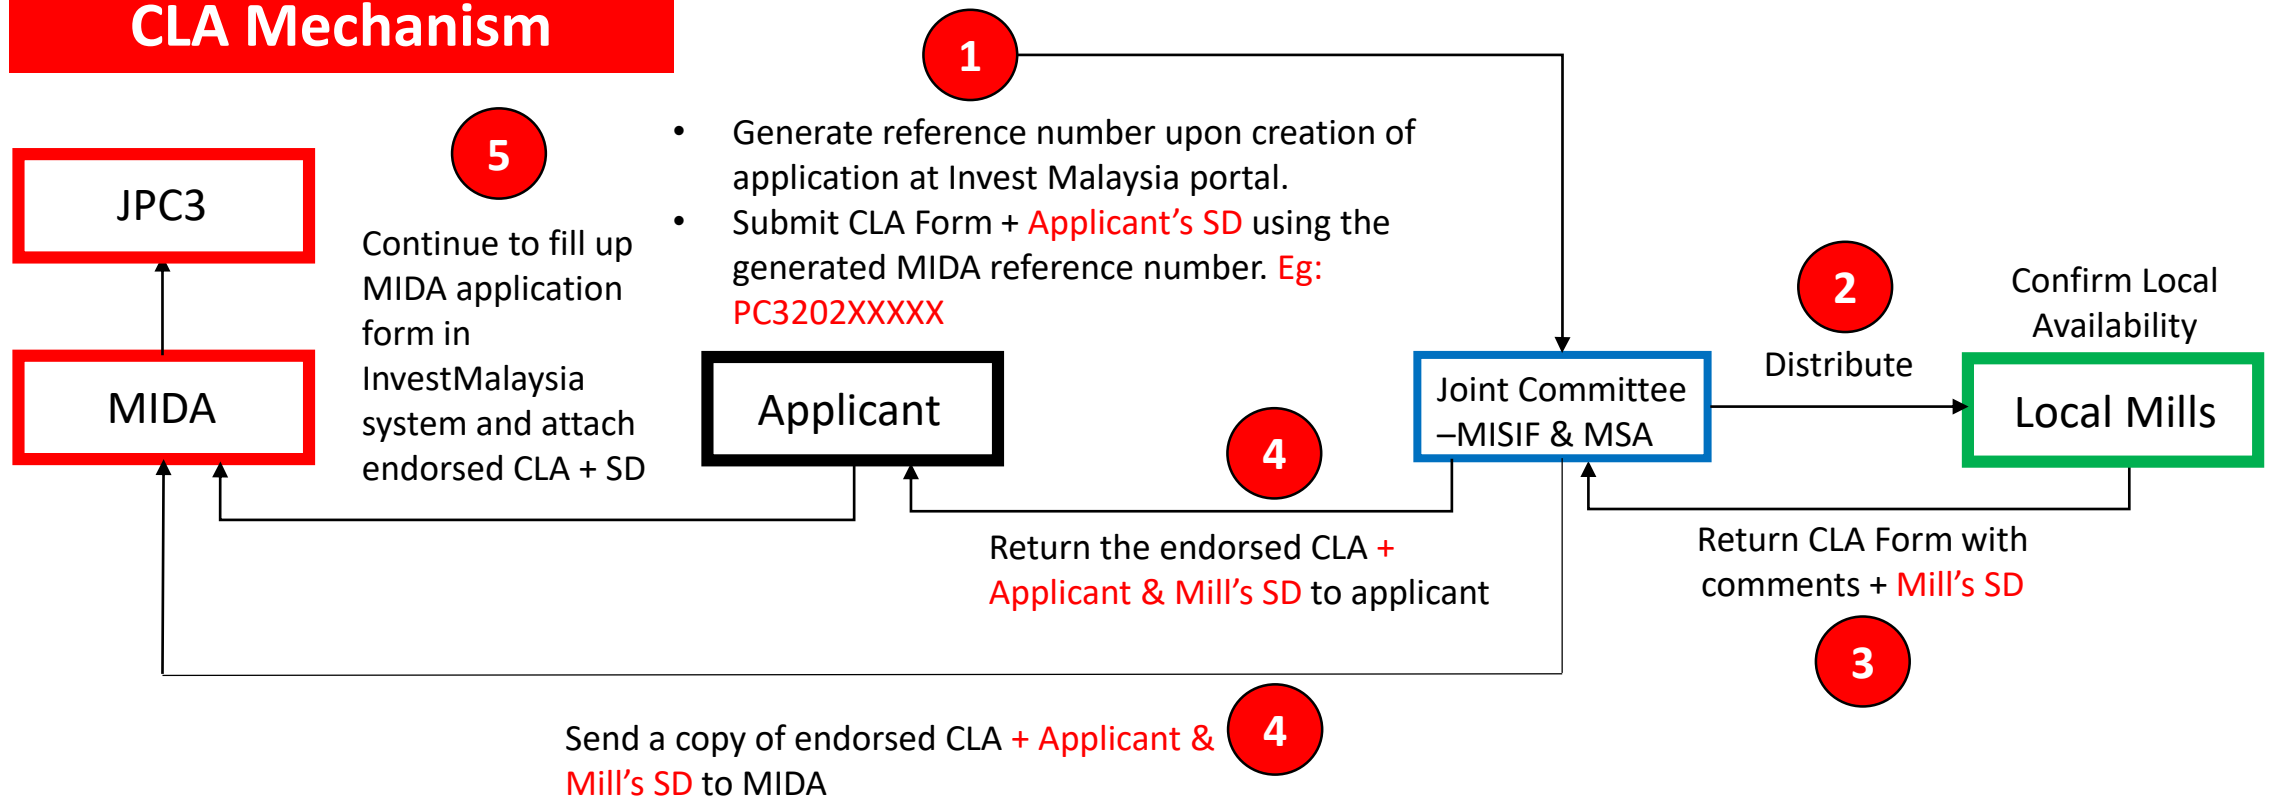 CLA Mechanism
1
• Generate reference number upon creation of
application at Invest Malaysia portal.
• Submit CLA Form + Applicant’s SD using the
generated MIDA reference number. Eg:
PC3202XXXXX
5
Continue to fill up
MIDA application
form in
InvestMalaysia
system and attach
endorsed CLA + SD
JPC3
MIDA
Applicant
Joint Committee
–MISIF & MSA
2
Distribute
Confirm Local
Availability
Local Mills
4
Return the endorsed CLA +
Applicant & Mill’s SD to applicant
Return CLA Form with
comments + Mill’s SD
3
4
Send a copy of endorsed CLA + Applicant &
Mill’s SD to MIDA